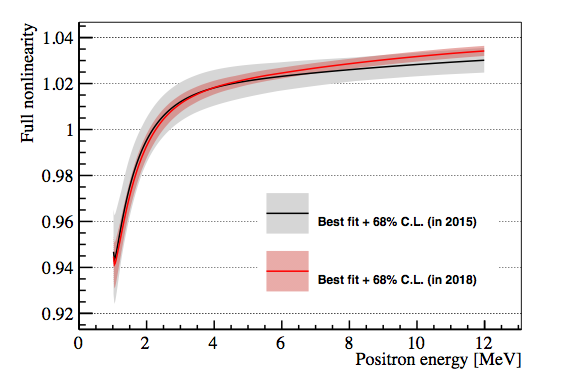 Full nonlinearity
1.04
1.02
1
0.98
0.96
0.94
0.92
Best fit + 68% C.L. (in 2015)
Best fit + 68% C.L. (in 2018)
0 2 4 6 8 10 12
Positron energy [MeV]